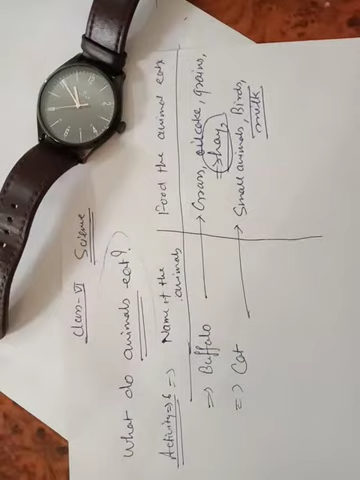 Class-VI
Science
What do animals eat?
Activity => Name of the animals Food the animal eats
=> Buffalo → Grass, oilcake, grains, hay,
=> Cat → Small animals, Birds, milk